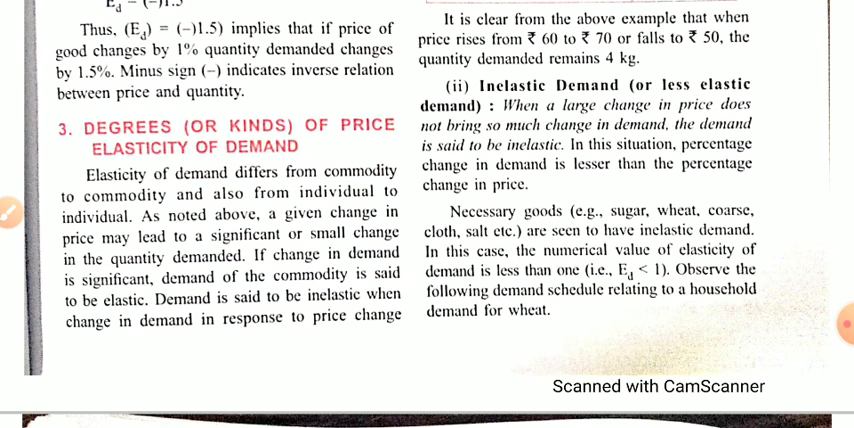 Thus, (Ed) = (-)1.5) implies that if price of
good changes by 1% quantity demanded changes
by 1.5%. Minus sign (–) indicates inverse relation
between price and quantity.
3. DEGREES (OR KINDS) OF PRICE
ELASTICITY OF DEMAND
Elasticity of demand differs from commodity
to commodity and also from individual to
individual. As noted above, a given change in
price may lead to a significant or small change
in the quantity demanded. If change in demand
is significant, demand of the commodity is said
to be elastic. Demand is said to be inelastic when
change in demand in response to price change
It is clear from the above example that when
price rises from ₹ 60 to ₹ 70 or falls to ₹ 50, the
quantity demanded remains 4 kg.
(ii) Inelastic Demand (or less elastic
demand) : When a large change in price does
not bring so much change in demand, the demand
is said to be inelastic. In this situation, percentage
change in demand is lesser than the percentage
change in price.
Necessary goods (e.g., sugar, wheat, coarse,
cloth, salt etc.) are seen to have inelastic demand.
In this case, the numerical value of elasticity of
demand is less than one (i.e., Ed < 1). Observe the
following demand schedule relating to a household
demand for wheat.
Scanned with CamScanner